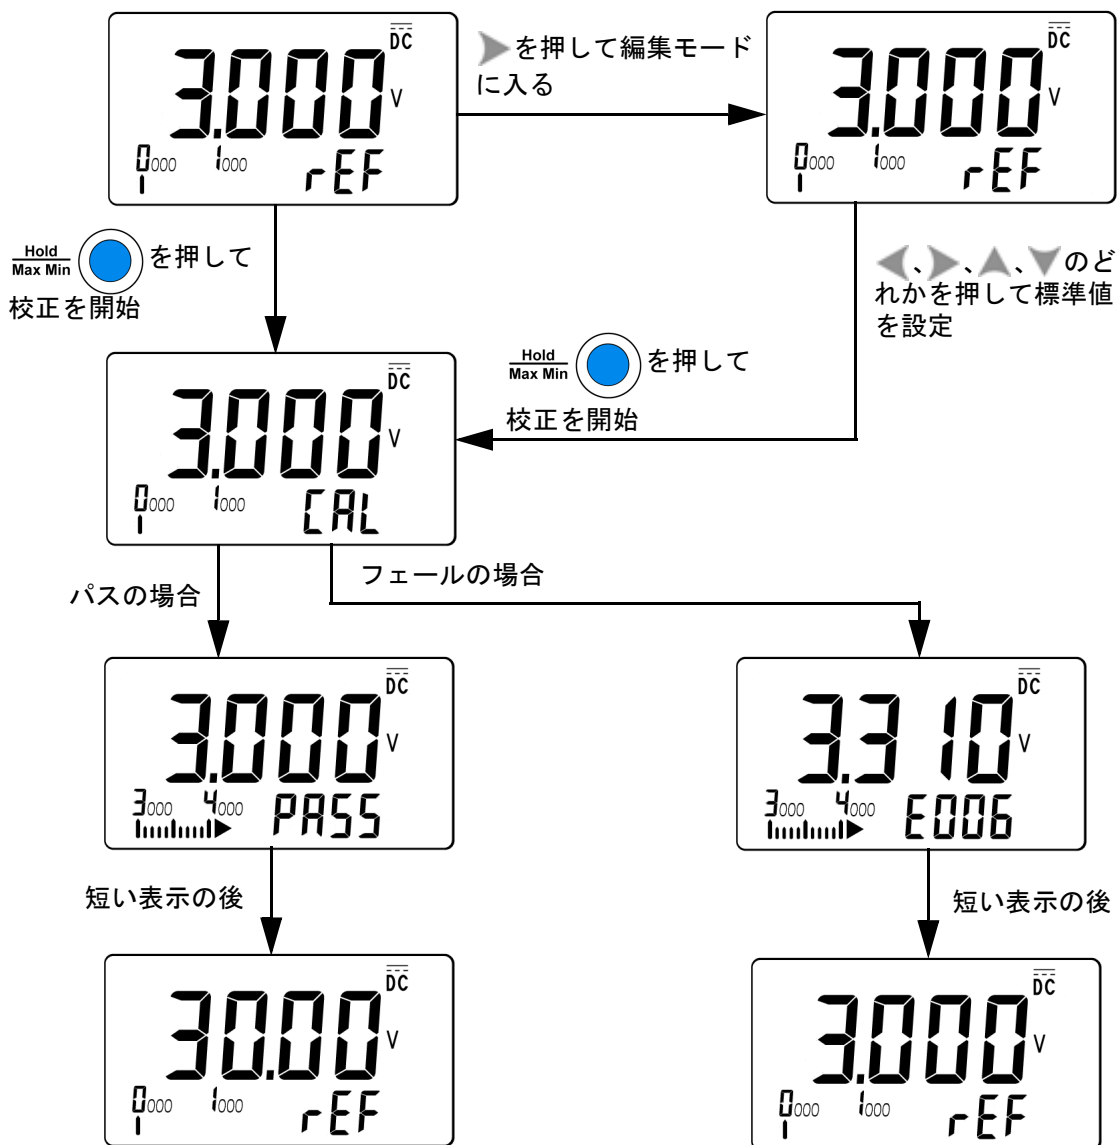 DC
3.000 V
0000 1000 rEF
▶を押して編集モード
に入る
DC
3.000 V
0000 1000 rEF
Hold
Max Min
を押して
校正を開始
◀、▶、▲、▼のど
れかを押して標準値
を設定
Hold
Max Min
を押して
校正を開始
DC
3.000 V
0000 1000 CAL
パスの場合
フェールの場合
DC
3.000 V
3000 4000 PASS
DC
3.310 V
3000 4000 E006
短い表示の後
短い表示の後
DC
30.00 V
0000 1000 rEF
DC
3.000 V
0000 1000 rEF